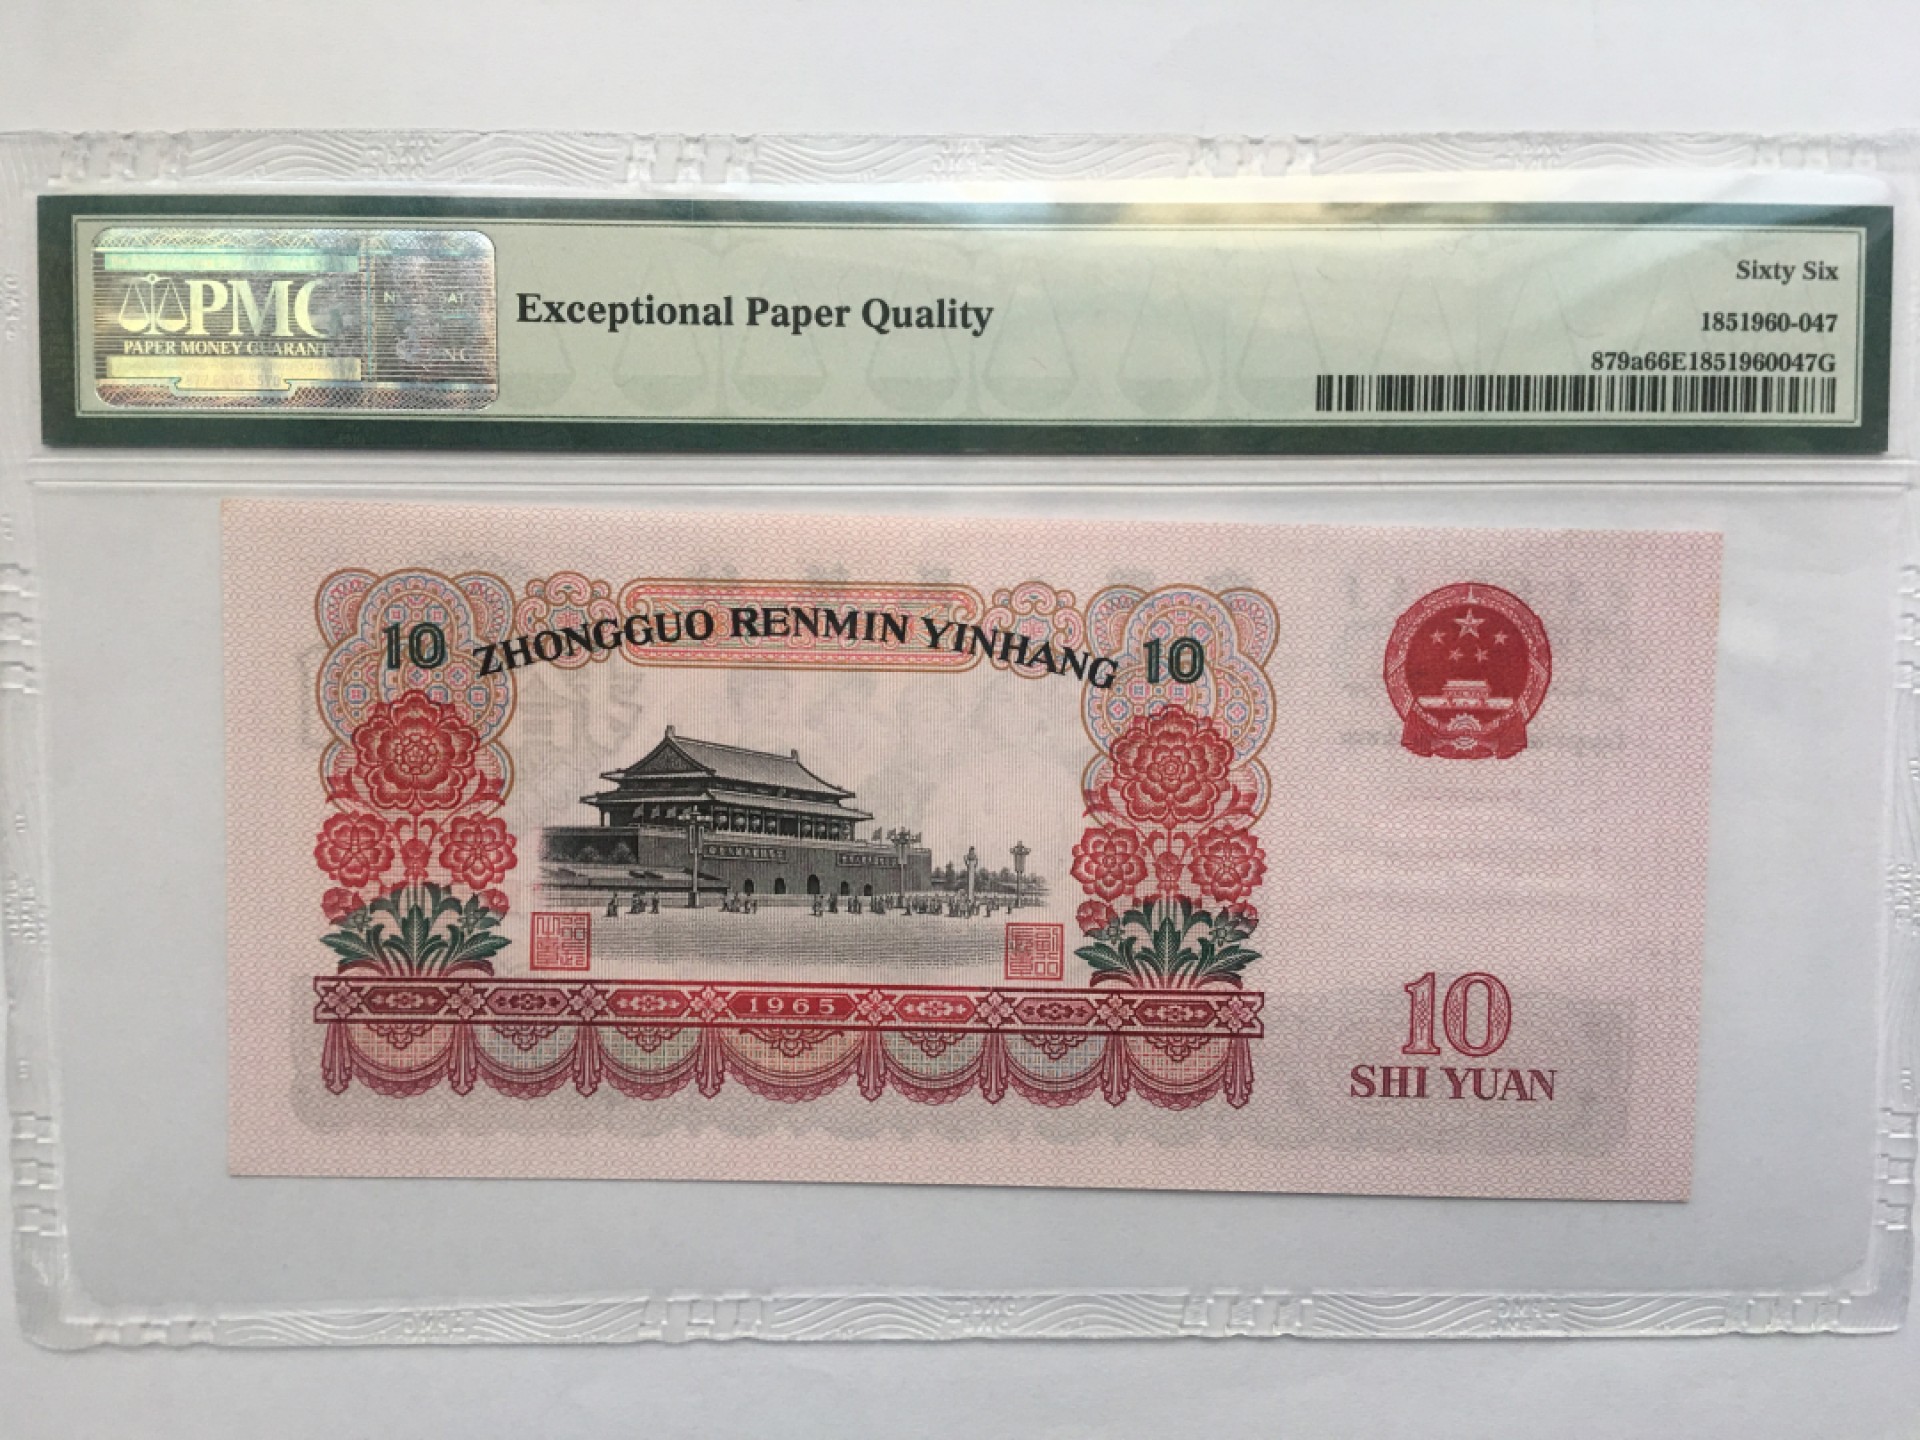 PMG
PAPER MONEY GUARANTY
Exceptional Paper Quality
Sixty Six
1851960-047
879a66E1851960047G
10 ZHONGGUO RENMIN YINHANG 10
1965
10
SHI YUAN